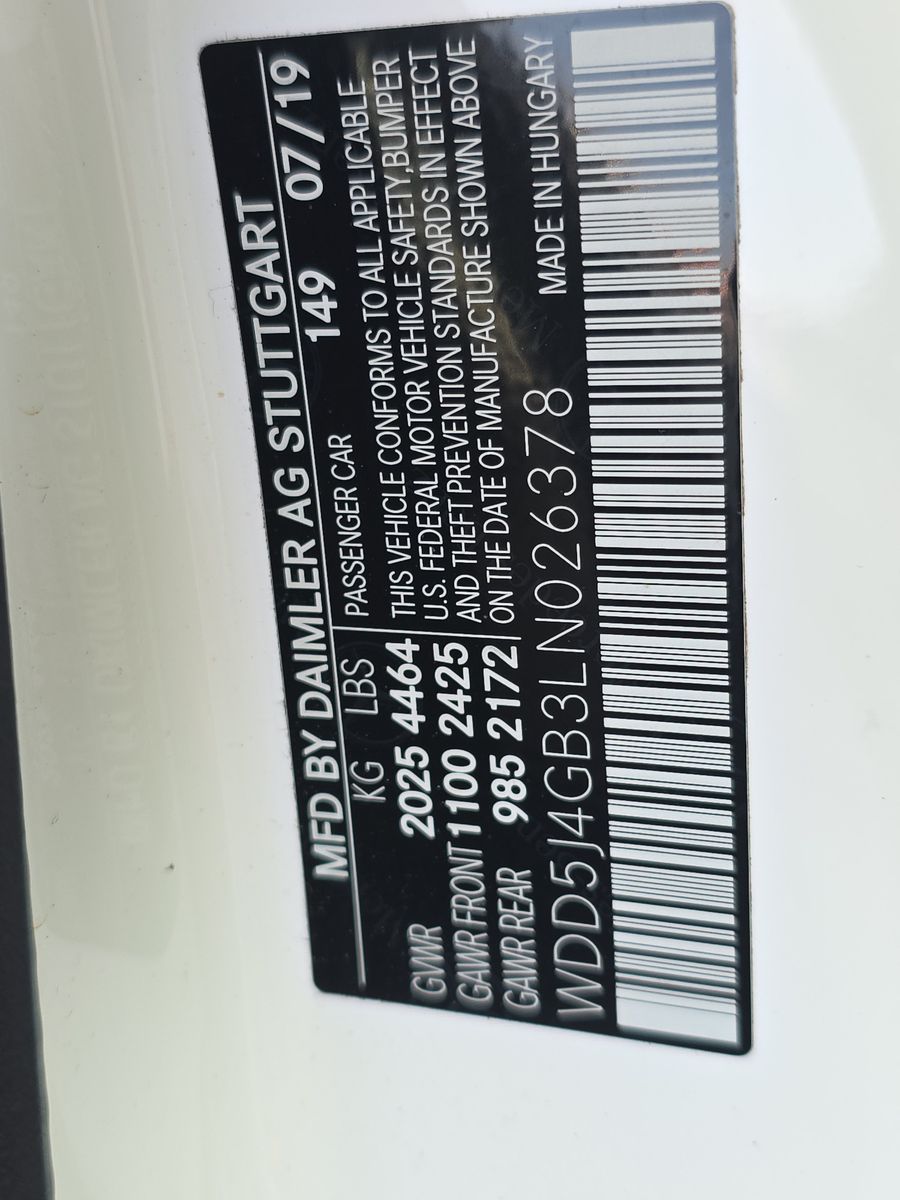 MFD BY DAIMLER AG STUTTGART
149 07/19
KG LBS PASSENGER CAR
GVWR 2025 4464
GAWR FRONT 1100 2425
GAWR REAR 985 2172
THIS VEHICLE CONFORMS TO ALL APPLICABLE
U.S. FEDERAL MOTOR VEHICLE SAFETY,BUMPER
AND THEFT PREVENTION STANDARDS IN EFFECT
ON THE DATE OF MANUFACTURE SHOWN ABOVE
WDD5J4GB3LN026378 MADE IN HUNGARY